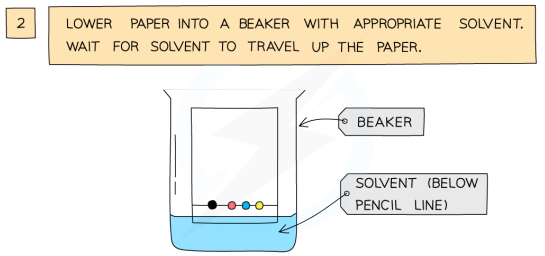 2
LOWER PAPER INTO A BEAKER WITH APPROPRIATE SOLVENT.
WAIT FOR SOLVENT TO TRAVEL UP THE PAPER.
BEAKER
SOLVENT (BELOW
PENCIL LINE)